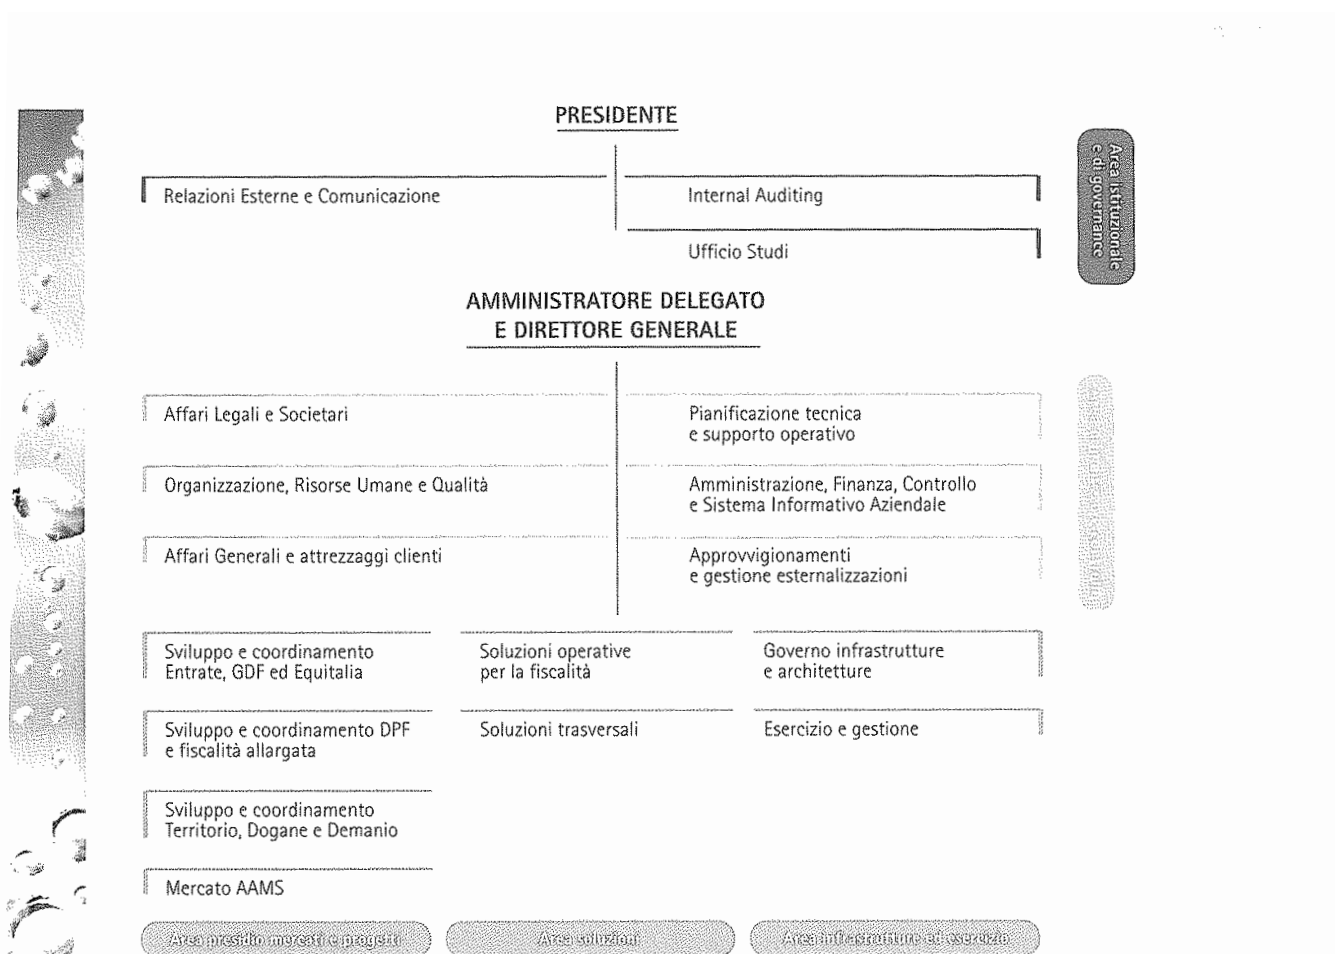 PRESIDENTE
Relazioni Esterne e Comunicazione
Internal Auditing
Ufficio Studi
Area istituzionale
e di governance
AMMINISTRATORE DELEGATO
E DIRETTORE GENERALE
Affari Legali e Societari
Pianificazione tecnica
e supporto operativo
Organizzazione, Risorse Umane e Qualità
Amministrazione, Finanza, Controllo
e Sistema Informativo Aziendale
Affari Generali e attrezzaggi clienti
Approvvigionamenti
e gestione esternalizzazioni
Sviluppo e coordinamento
Entrate, GDF ed Equitalia
Soluzioni operative
per la fiscalità
Governo infrastrutture
e architetture
Sviluppo e coordinamento DPF
e fiscalità allargata
Soluzioni trasversali
Esercizio e gestione
Sviluppo e coordinamento
Territorio, Dogane e Demanio
Mercato AAMS
Area presidio mercati e progetti
Area soluzioni
Area infrastrutture ed esercizio